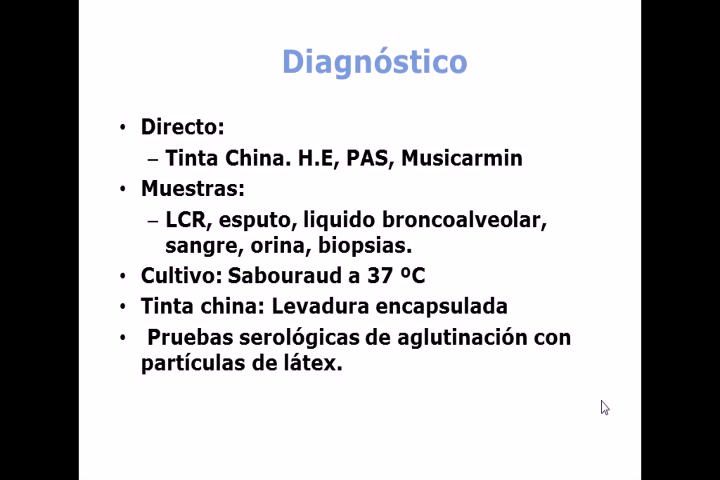 Diagnóstico
• Directo:
– Tinta China. H.E, PAS, Musicarmin
• Muestras:
– LCR, esputo, liquido broncoalveolar,
sangre, orina, biopsias.
• Cultivo: Sabouraud a 37 ºC
• Tinta china: Levadura encapsulada
• Pruebas serológicas de aglutinación con
partículas de látex.